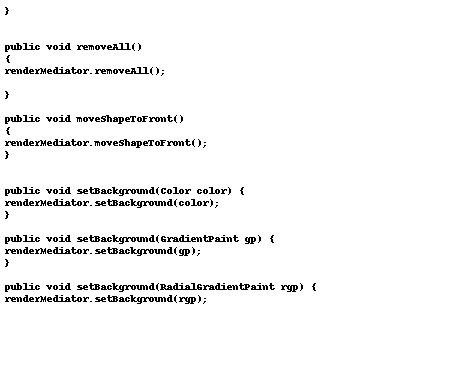 }
public void removeAll()
{
renderMediator.removeAll();
}
public void moveShapeToFront()
{
renderMediator.moveShapeToFront();
}
public void setBackground(Color color) {
renderMediator.setBackground(color);
}
public void setBackground(GradientPaint gp) {
renderMediator.setBackground(gp);
}
public void setBackground(RadialGradientPaint rgp) {
renderMediator.setBackground(rgp);